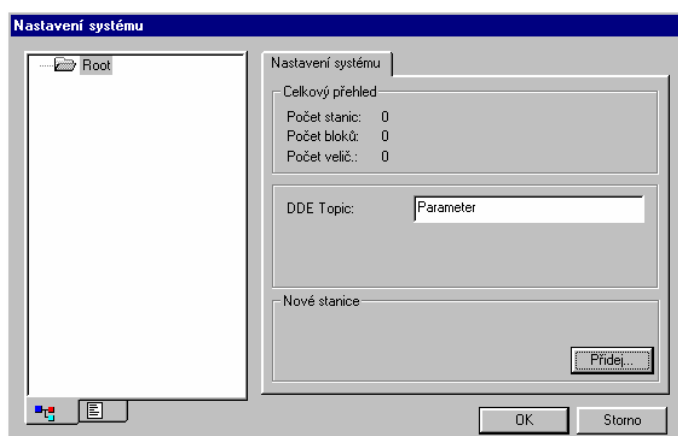 Nastavení systému
Root
Nastavení systému
Celkový přehled
Počet stanic: 0
Počet bloků: 0
Počet velič.: 0
DDE Topic: Parameter
Nové stanice
Přidej...
OK Storno